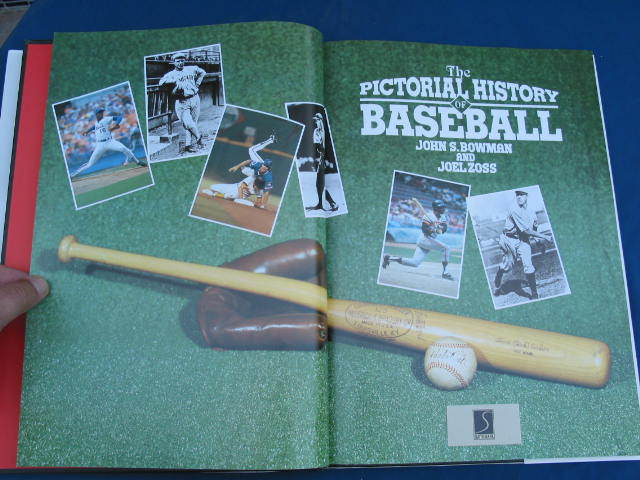 The
PICTORIAL HISTORY
OF
BASEBALL
JOHN S. BOWMAN
AND
JOEL ZOSS
S